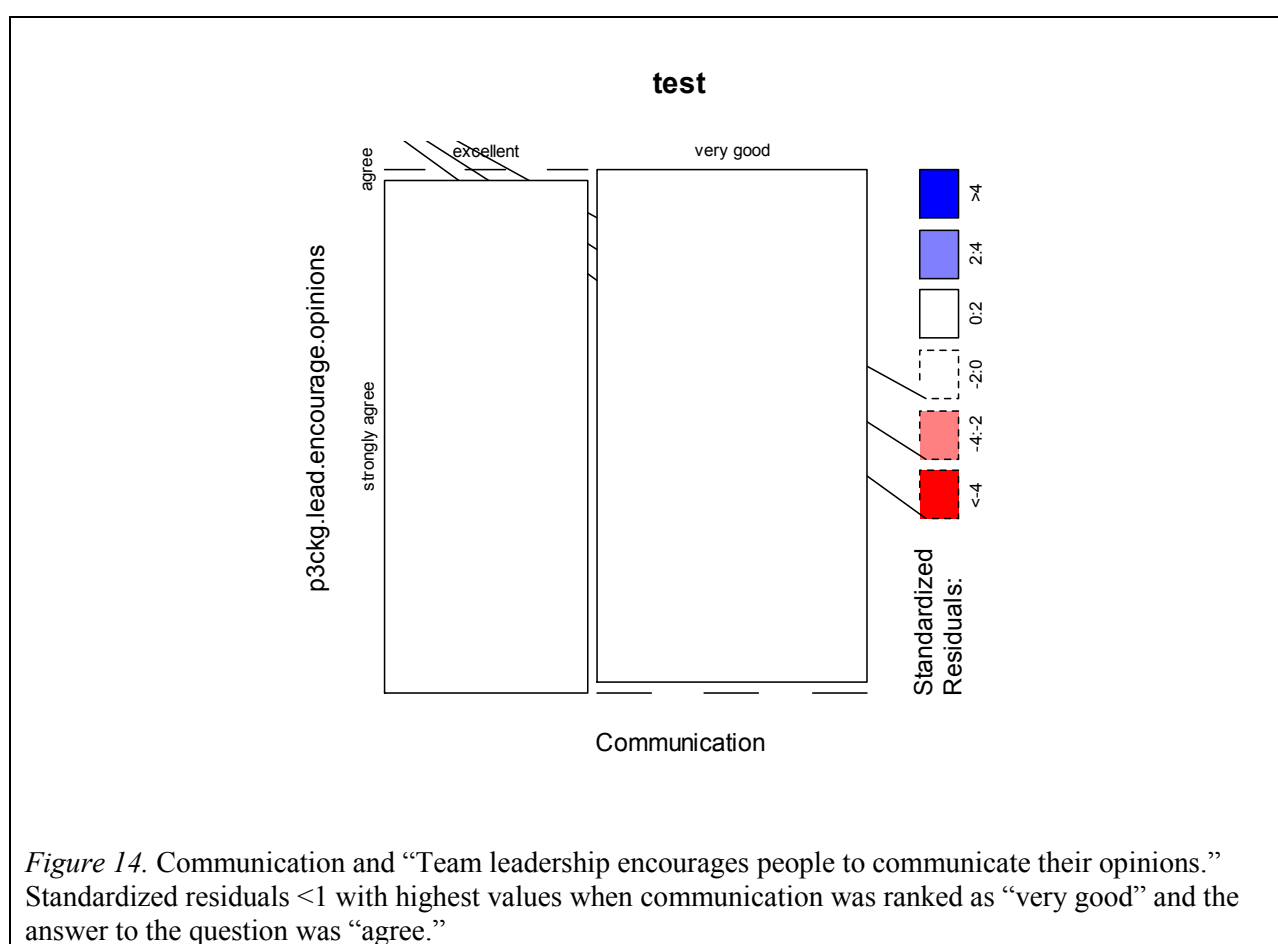 test
excellent
very good
agree
strongly agree
p3ckg.lead.encourage.opinions
>4
2:4
0:2
-2:0
-4:-2
<-4
Standardized
Residuals:
Communication
Figure 14. Communication and “Team leadership encourages people to communicate their opinions.”
Standardized residuals <1 with highest values when communication was ranked as “very good” and the
answer to the question was “agree.”